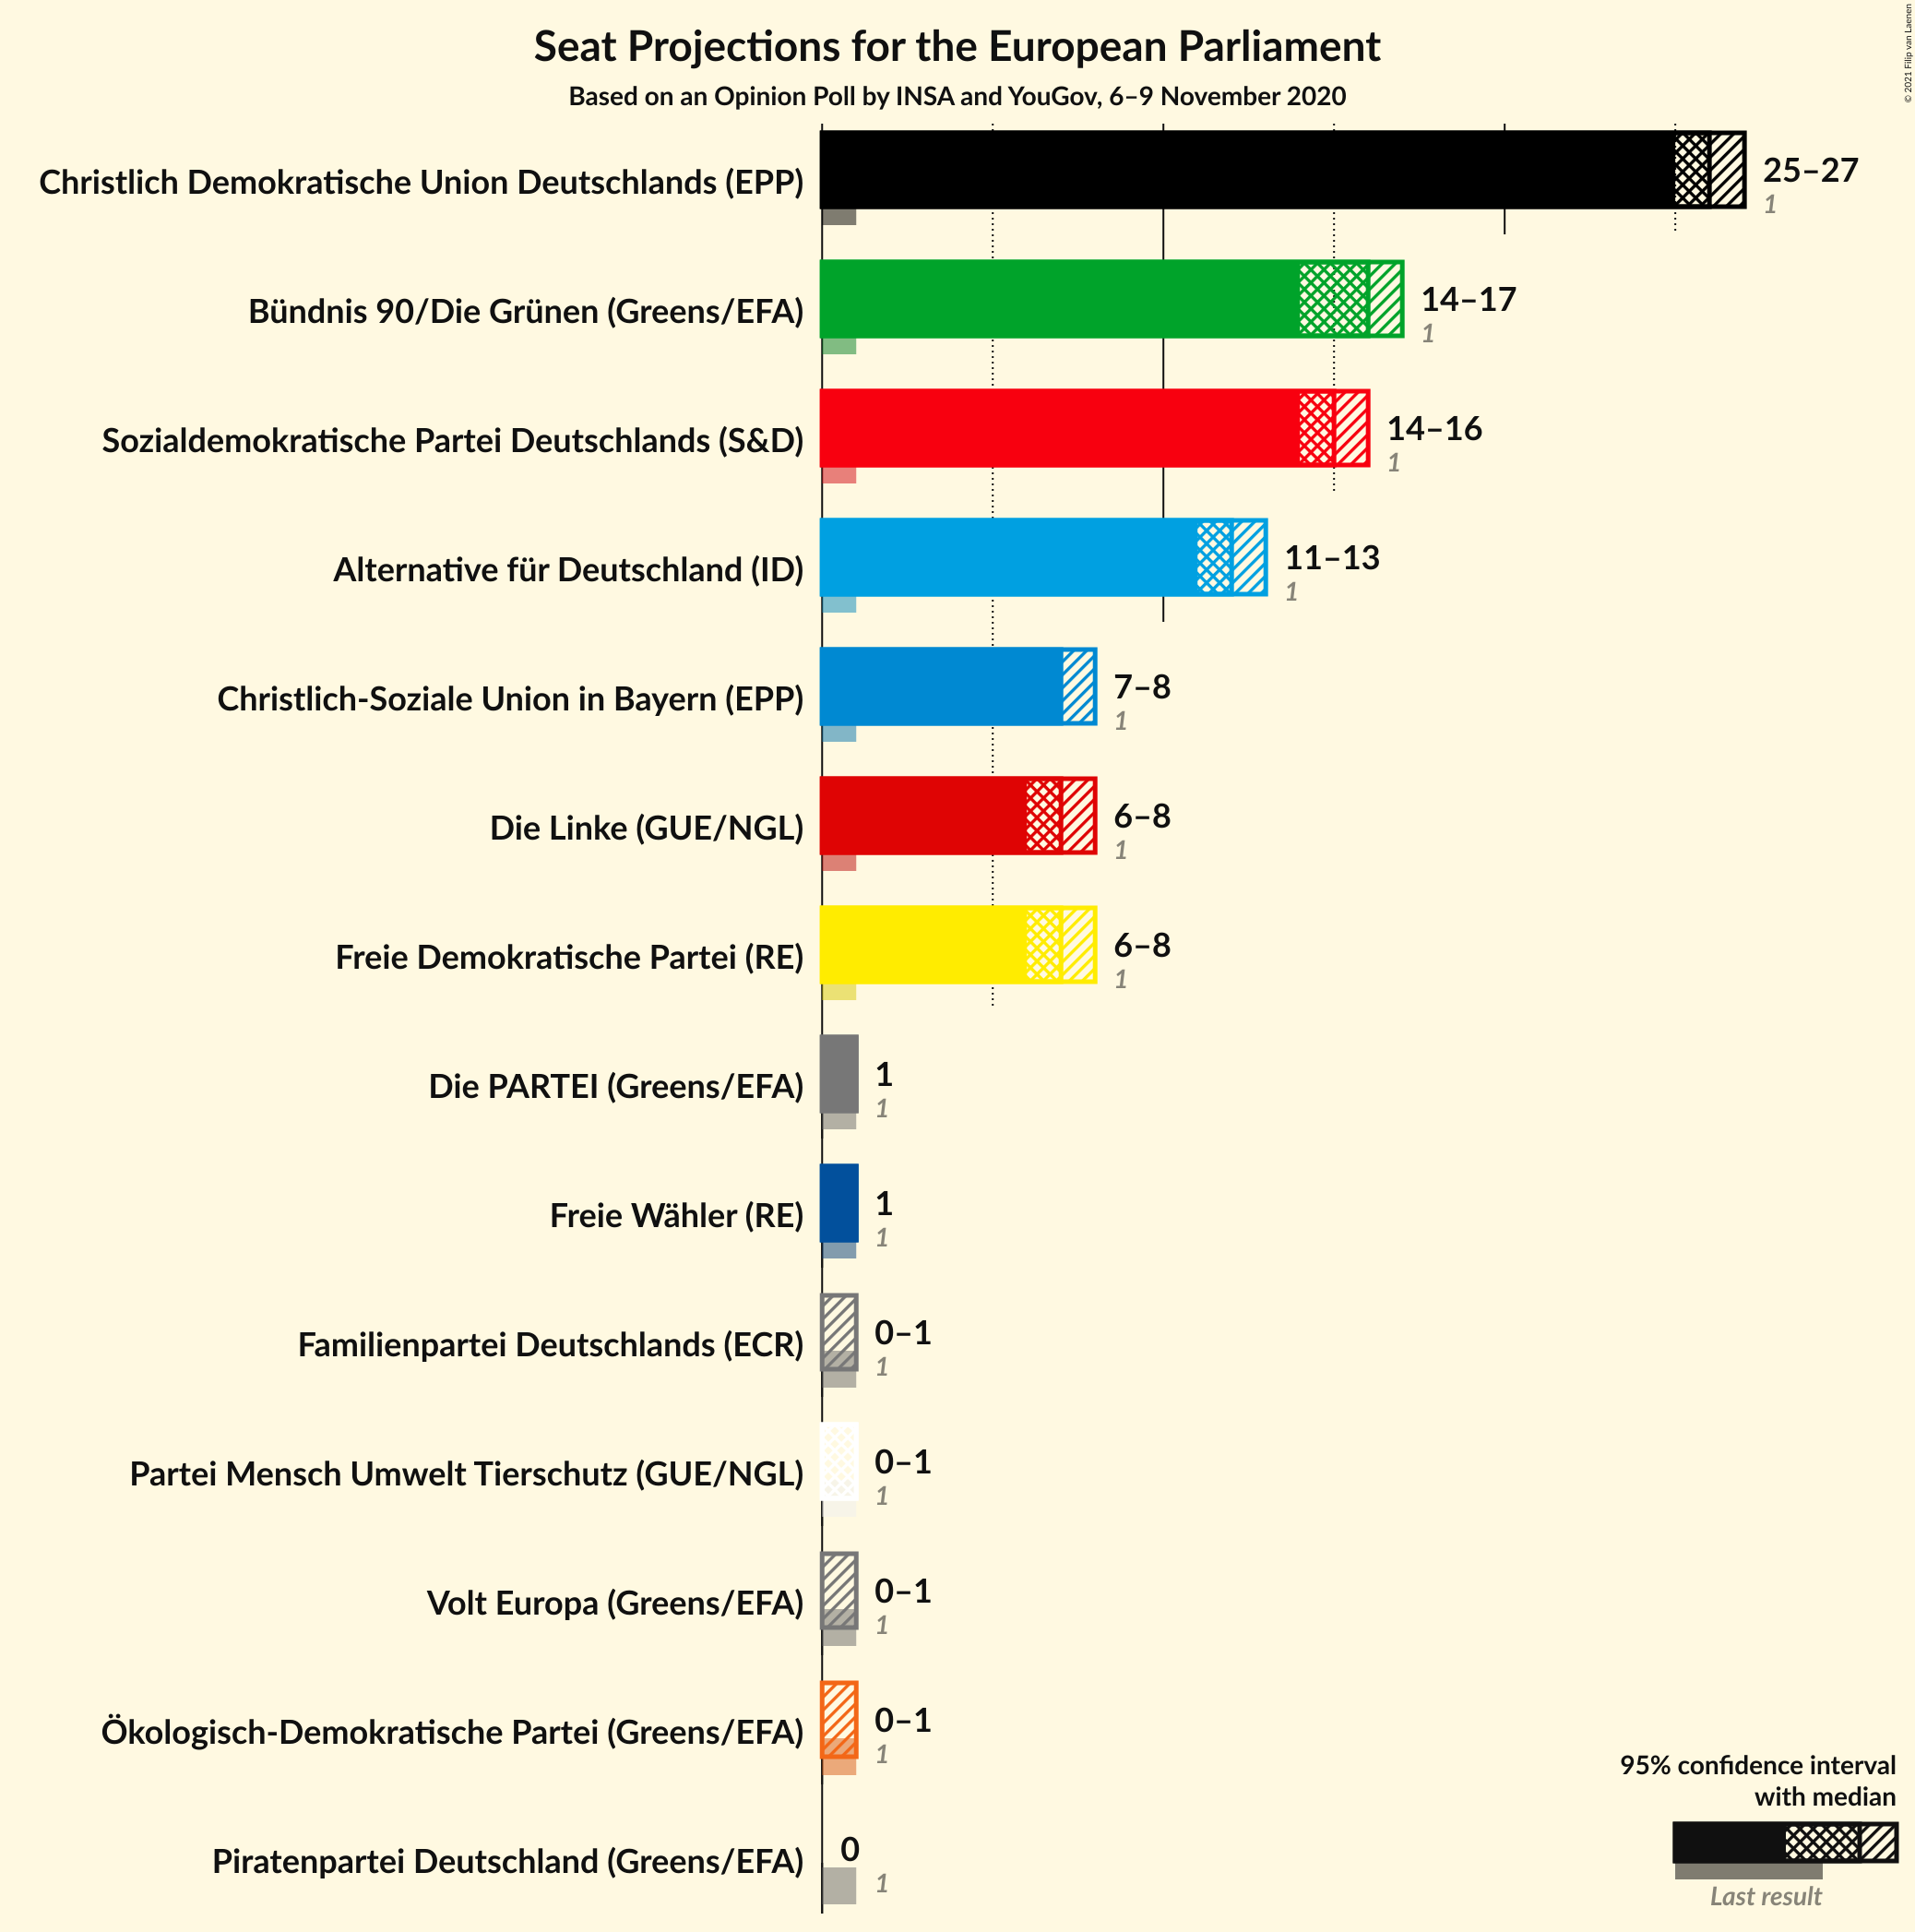 Seat Projections for the European Parliament
Based on an Opinion Poll by INSA and YouGov, 6–9 November 2020
© 2021 Filip van Laenen
Christlich Demokratische Union Deutschlands (EPP)
25–27
1
Bündnis 90/Die Grünen (Greens/EFA)
14–17
1
Sozialdemokratische Partei Deutschlands (S&D)
14–16
1
Alternative für Deutschland (ID)
11–13
1
Christlich-Soziale Union in Bayern (EPP)
7–8
1
Die Linke (GUE/NGL)
6–8
1
Freie Demokratische Partei (RE)
6–8
1
Die PARTEI (Greens/EFA)
1
1
Freie Wähler (RE)
1
1
Familienpartei Deutschlands (ECR)
0–1
1
Partei Mensch Umwelt Tierschutz (GUE/NGL)
0–1
1
Volt Europa (Greens/EFA)
0–1
1
Ökologisch-Demokratische Partei (Greens/EFA)
0–1
1
Piratenpartei Deutschland (Greens/EFA)
0
1
95% confidence interval
with median
Last result